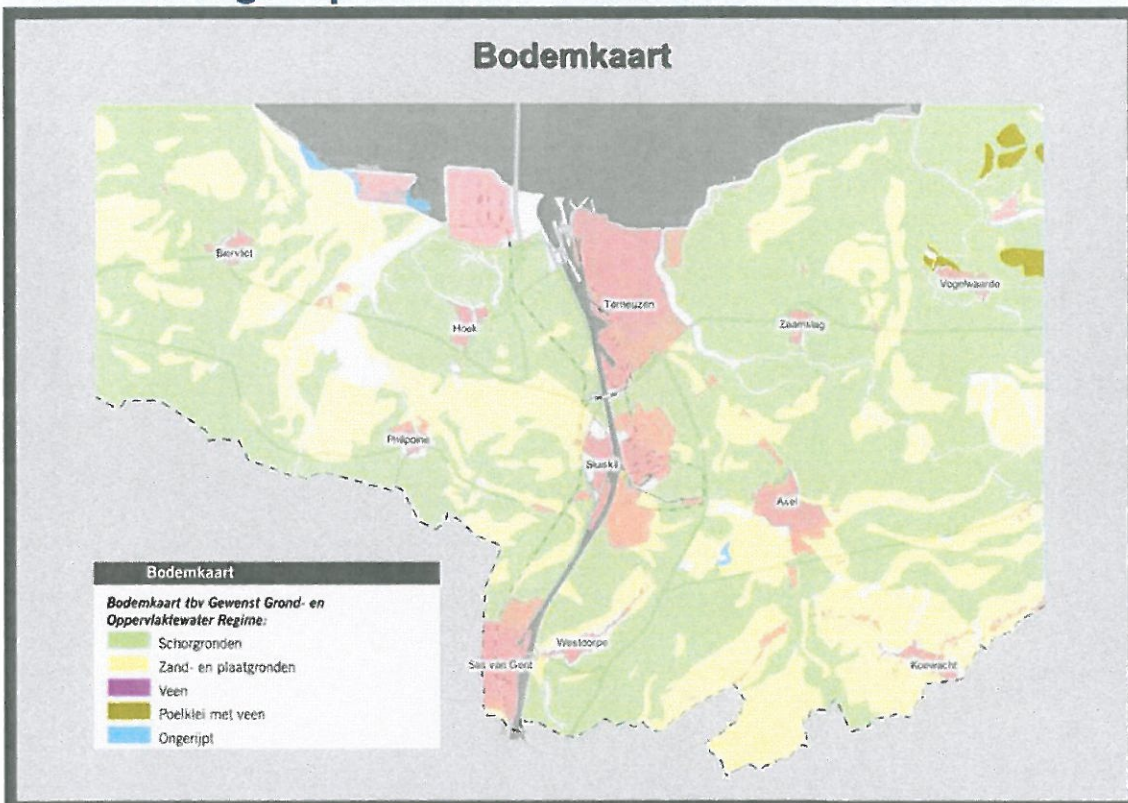 Bodemkaart
Biervliet
Hoek
Terneuzen
Zaamslag
Vogelwaarde
Philippine
Sluiskil
Axel
Westdorpe
Sas van Gent
Koewacht
Bodemkaart
Bodemkaart tbv Gewenst Grond- en
Oppervlaktewater Regime:
Schorgronden
Zand- en plaatgronden
Veen
Poelklei met veen
Ongerijpt